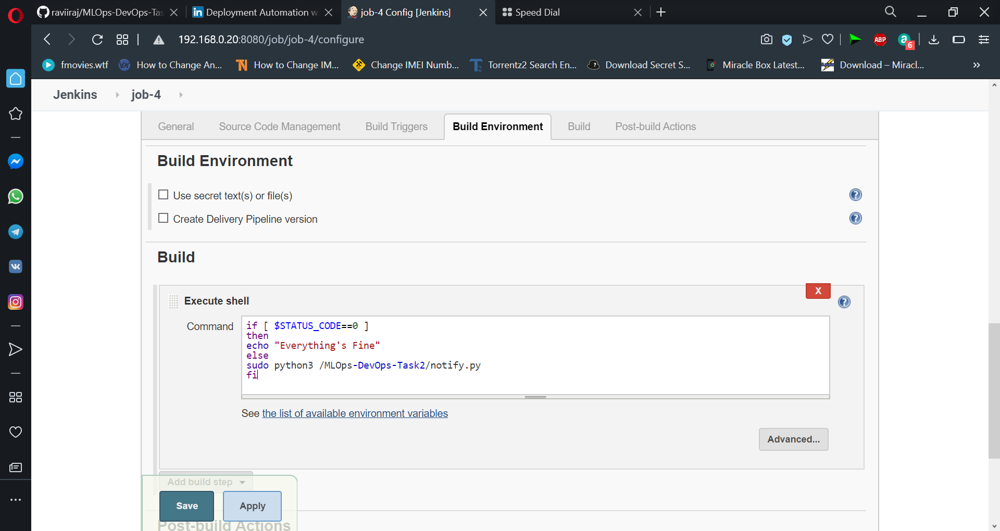 raviiraj/MLOps-DevOps-Tas
Deployment Automation w
job-4 Config [Jenkins]
Speed Dial
192.168.0.20:8080/job/job-4/configure
ABP
a
6
fmovies.wtf
How to Change An...
How to Change IM...
Change IMEI Numb...
Torrentz2 Search En...
Download Secret S...
Miracle Box Latest...
Download – Miracl...
Jenkins
job-4
General
Source Code Management
Build Triggers
Build Environment
Build
Post-build Actions
Build Environment
Use secret text(s) or file(s)
Create Delivery Pipeline version
Build
X
Execute shell
Command
if [ $STATUS_CODE==0 ]
then
echo "Everything's Fine"
else
sudo python3 /MLOps-DevOps-Task2/notify.py
fi
See the list of available environment variables
Advanced...
Add build step
Save
Apply
Post-build Actions